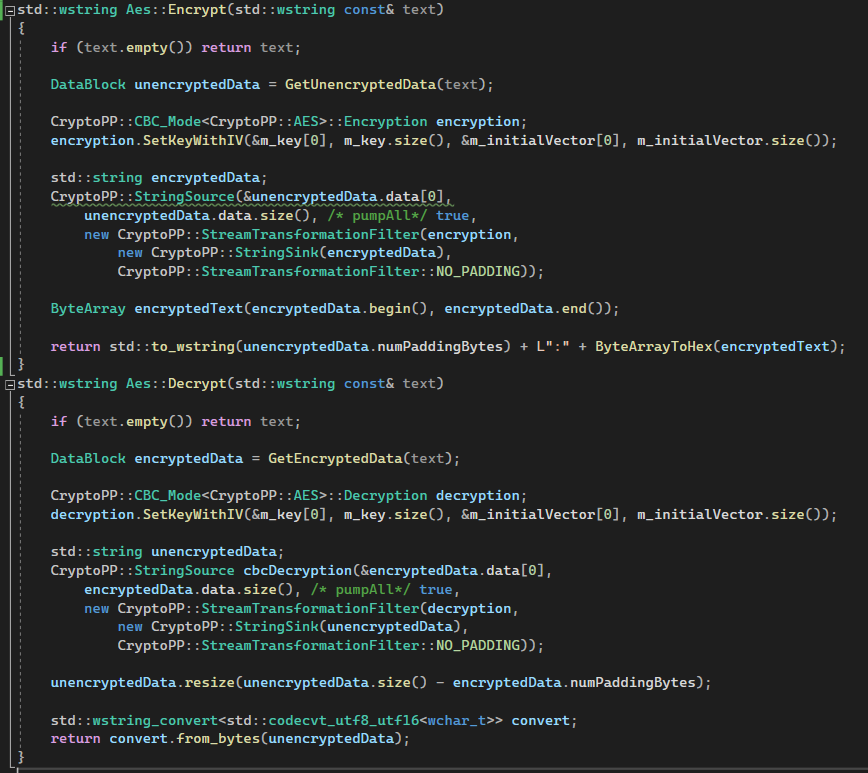 std::wstring Aes::Encrypt(std::wstring const& text)
{
    if (text.empty()) return text;

    DataBlock unencryptedData = GetUnencryptedData(text);

    CryptoPP::CBC_Mode<CryptoPP::AES>::Encryption encryption;
    encryption.SetKeyWithIV(&m_key[0], m_key.size(), &m_initialVector[0], m_initialVector.size());

    std::string encryptedData;
    CryptoPP::StringSource(&unencryptedData.data[0],
        unencryptedData.data.size(), /* pumpAll*/ true,
        new CryptoPP::StreamTransformationFilter(encryption,
            new CryptoPP::StringSink(encryptedData),
            CryptoPP::StreamTransformationFilter::NO_PADDING));

    ByteArray encryptedText(encryptedData.begin(), encryptedData.end());

    return std::to_wstring(unencryptedData.numPaddingBytes) + L":" + ByteArrayToHex(encryptedText);
}
std::wstring Aes::Decrypt(std::wstring const& text)
{
    if (text.empty()) return text;

    DataBlock encryptedData = GetEncryptedData(text);

    CryptoPP::CBC_Mode<CryptoPP::AES>::Decryption decryption;
    decryption.SetKeyWithIV(&m_key[0], m_key.size(), &m_initialVector[0], m_initialVector.size());

    std::string unencryptedData;
    CryptoPP::StringSource cbcDecryption(&encryptedData.data[0],
        encryptedData.data.size(), /* pumpAll*/ true,
        new CryptoPP::StreamTransformationFilter(decryption,
            new CryptoPP::StringSink(unencryptedData),
            CryptoPP::StreamTransformationFilter::NO_PADDING));

    unencryptedData.resize(unencryptedData.size() - encryptedData.numPaddingBytes);

    std::wstring_convert<std::codecvt_utf8_utf16<wchar_t>> convert;
    return convert.from_bytes(unencryptedData);
}